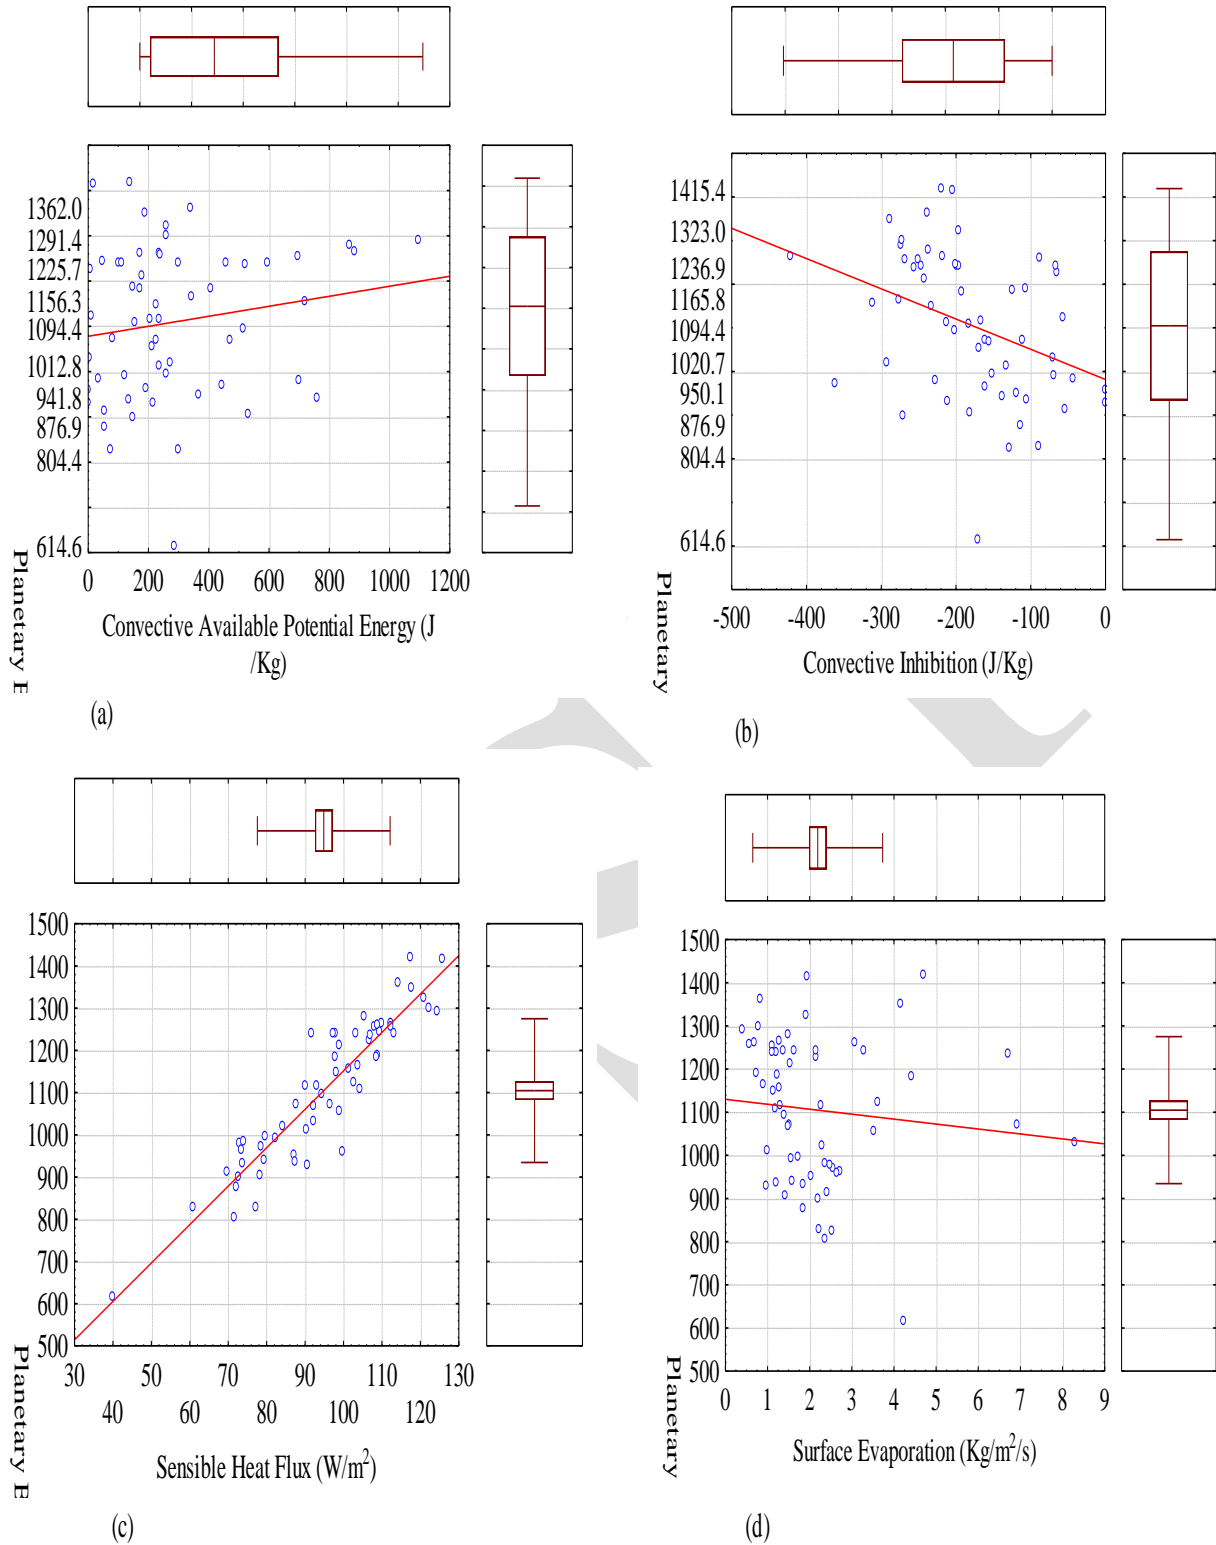 1362.0
1291.4
1225.7
1156.3
1094.4
1012.8
941.8
876.9
804.4
614.6
0 200 400 600 800 1000 1200
Planetary E
Convective Available Potential Energy (J
/Kg)
(a)
1415.4
1323.0
1236.9
1165.8
1094.4
1020.7
950.1
876.9
804.4
614.6
-500 -400 -300 -200 -100 0
Planetary
Convective Inhibition (J/Kg)
(b)
1500
1400
1300
1200
1100
1000
900
800
700
600
500
30 50 70 90 110 130
40 60 80 100 120
Planetary E
Sensible Heat Flux (W/m²)
(c)
1500
1400
1300
1200
1100
1000
900
800
700
600
500
0 1 2 3 4 5 6 7 8 9
Planetary
Surface Evaporation (Kg/m²/s)
(d)